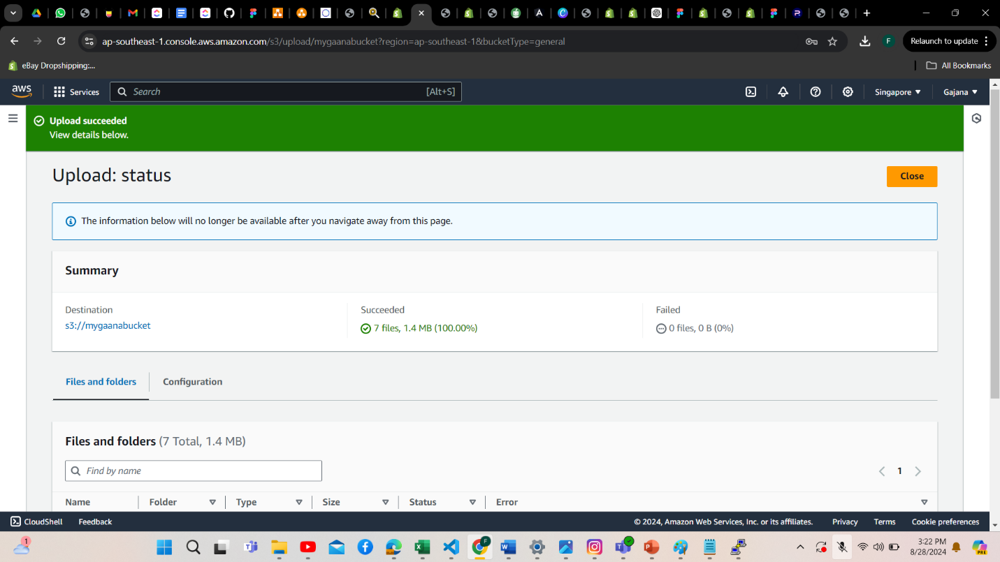 ap-southeast-1.console.aws.amazon.com/s3/upload/mygaanabucket?region=ap-southeast-1&bucketType=general
F
Relaunch to update
eBay Dropshipping:...
All Bookmarks
aws
Services
Search
[Alt+S]
Singapore
Gajana
Upload succeeded
View details below.
Upload: status
Close
The information below will no longer be available after you navigate away from this page.
Summary
Destination
s3://mygaanabucket
Succeeded
7 files, 1.4 MB (100.00%)
Failed
0 files, 0 B (0%)
Files and folders
Configuration
Files and folders (7 Total, 1.4 MB)
Find by name
1
Name
Folder
Type
Size
Status
Error
CloudShell
Feedback
© 2024, Amazon Web Services, Inc. or its affiliates.
Privacy
Terms
Cookie preferences
1
F
3:22 PM
8/28/2024
PRE